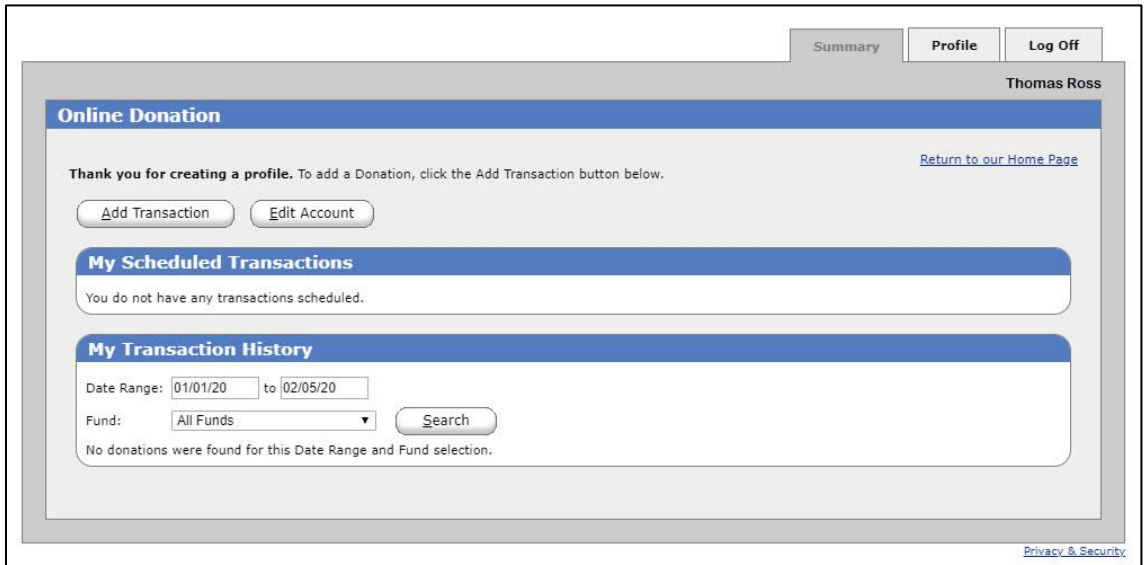 Summary Profile Log Off
Thomas Ross
Online Donation
Return to our Home Page
Thank you for creating a profile. To add a Donation, click the Add Transaction button below.
Add Transaction Edit Account
My Scheduled Transactions
You do not have any transactions scheduled.
My Transaction History
Date Range: 01/01/20 to 02/05/20
Fund: All Funds Search
No donations were found for this Date Range and Fund selection.
Privacy & Security